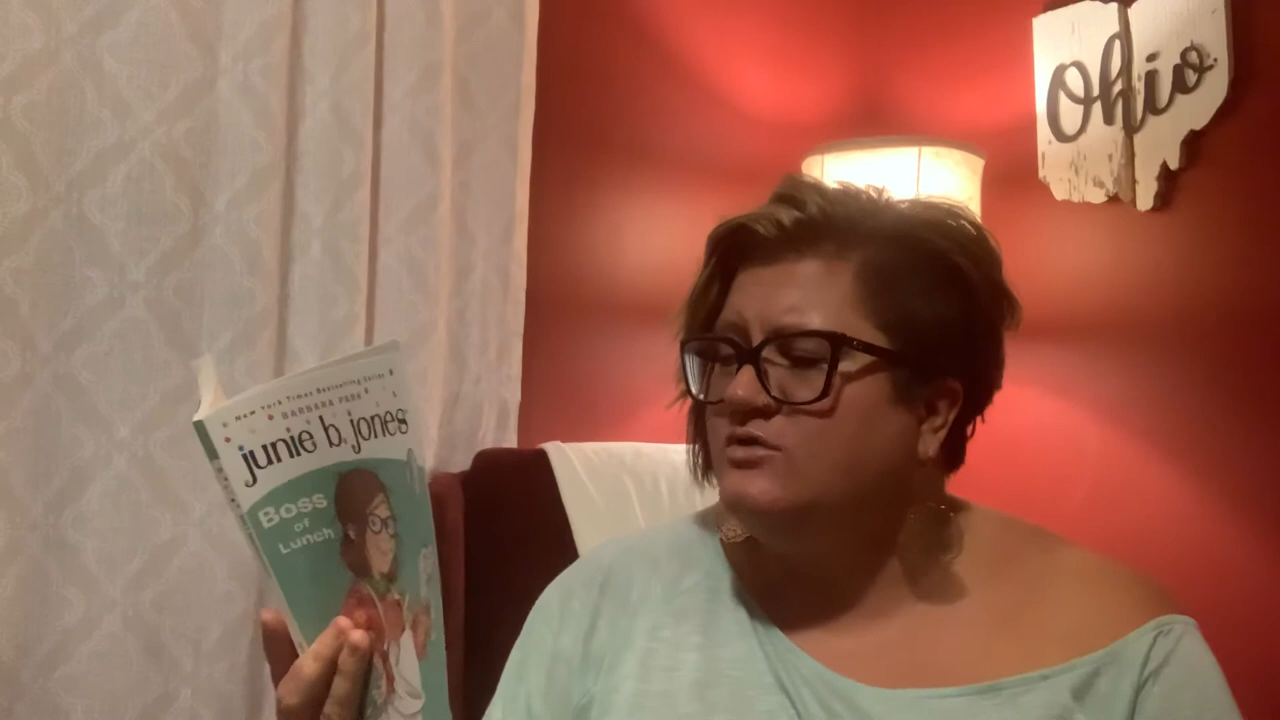 New York Times Bestselling Series
BARBARA PARK
junie b. jones
Boss
of
Lunch
Ohio